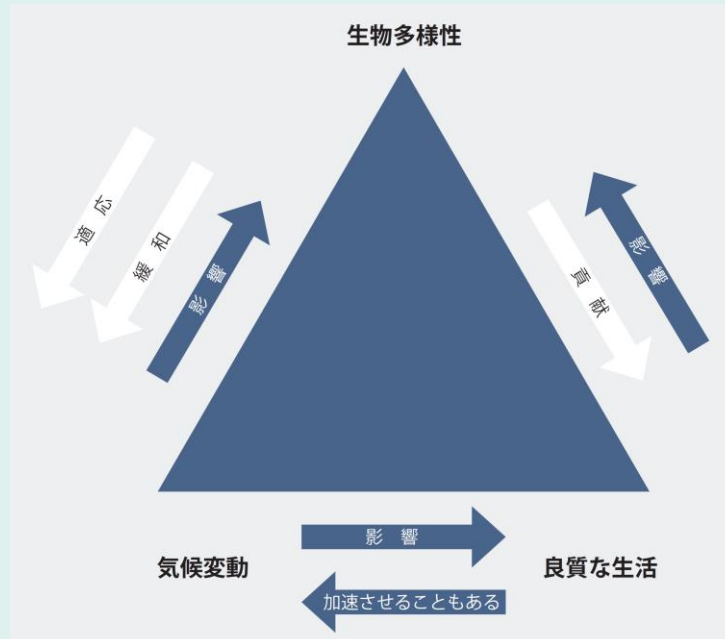 生物多様性
適応
緩和
影響
貢献
影響
影響
気候変動
良質な生活
加速させることもある